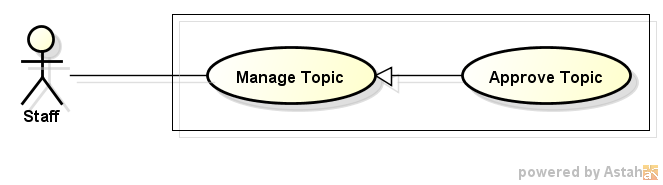 Manage Topic
Approve Topic
Staff
powered by Astah